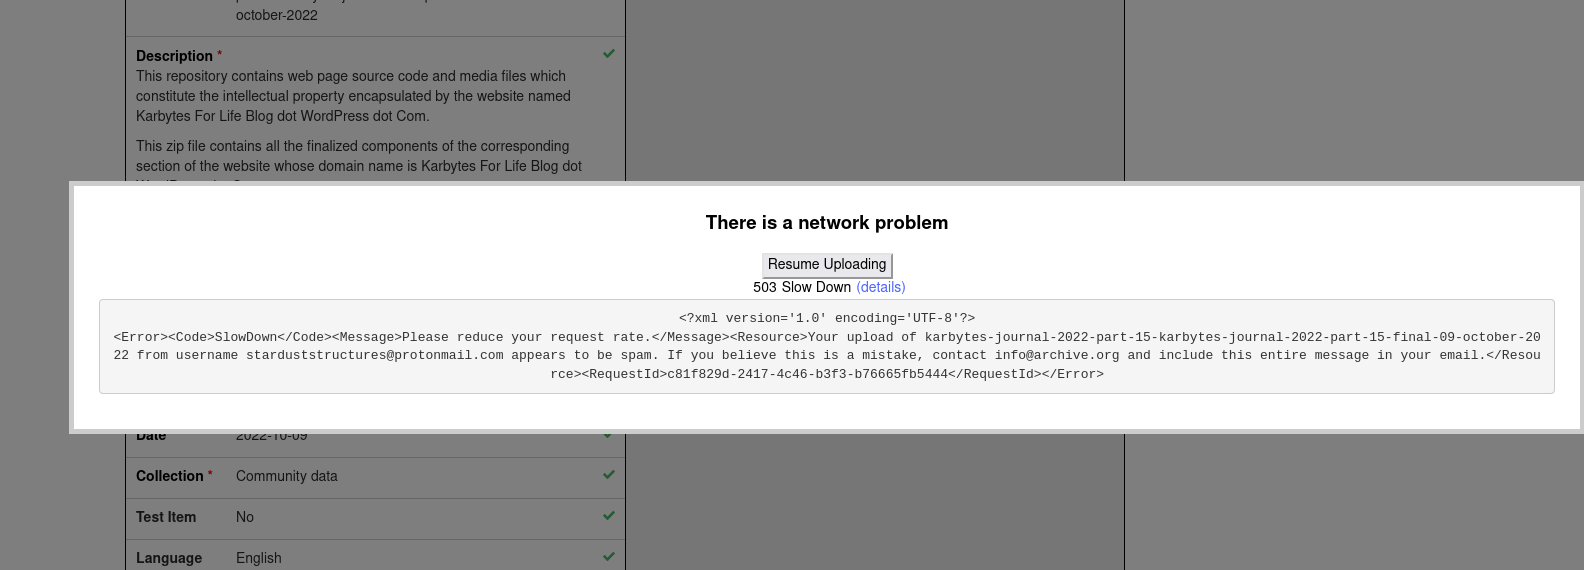 october-2022
Description *
This repository contains web page source code and media files which
constitute the intellectual property encapsulated by the website named
Karbytes For Life Blog dot WordPress dot Com.
This zip file contains all the finalized components of the corresponding
section of the website whose domain name is Karbytes For Life Blog dot
There is a network problem
Resume Uploading
503 Slow Down (details)
<?xml version='1.0' encoding='UTF-8'?>
<Error><Code>SlowDown</Code><Message>Please reduce your request rate.</Message><Resource>Your upload of karbytes-journal-2022-part-15-karbytes-journal-2022-part-15-final-09-october-20
22 from username starduststructures@protonmail.com appears to be spam. If you believe this is a mistake, contact info@archive.org and include this entire message in your email.</Resou
rce><RequestId>c81f829d-2417-4c46-b3f3-b76665fb5444</RequestId></Error>
Date 2022-10-09
Collection * Community data
Test Item No
Language English